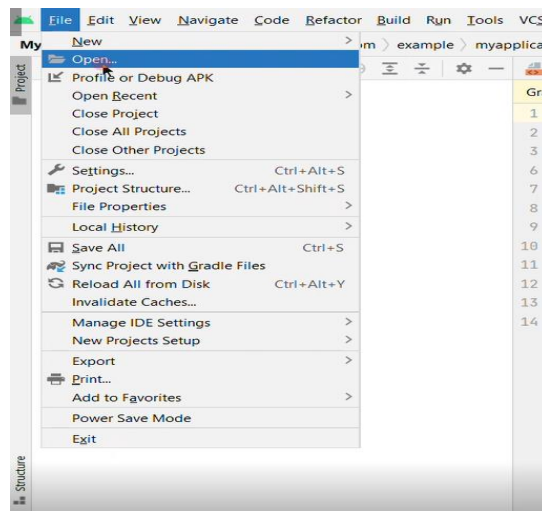 File Edit View Navigate Code Refactor Build Run Tools VCS
My
m example myapplica
New
Open...
Profile or Debug APK
Open Recent
Close Project
Close All Projects
Close Other Projects
Settings... Ctrl+Alt+S
Project Structure... Ctrl+Alt+Shift+S
File Properties
Local History
Save All Ctrl+S
Sync Project with Gradle Files
Reload All from Disk Ctrl+Alt+Y
Invalidate Caches...
Manage IDE Settings
New Projects Setup
Export
Print...
Add to Favorites
Power Save Mode
Exit
Project
Structure
Gr
1
2
3
6
7
8
9
10
11
12
13
14